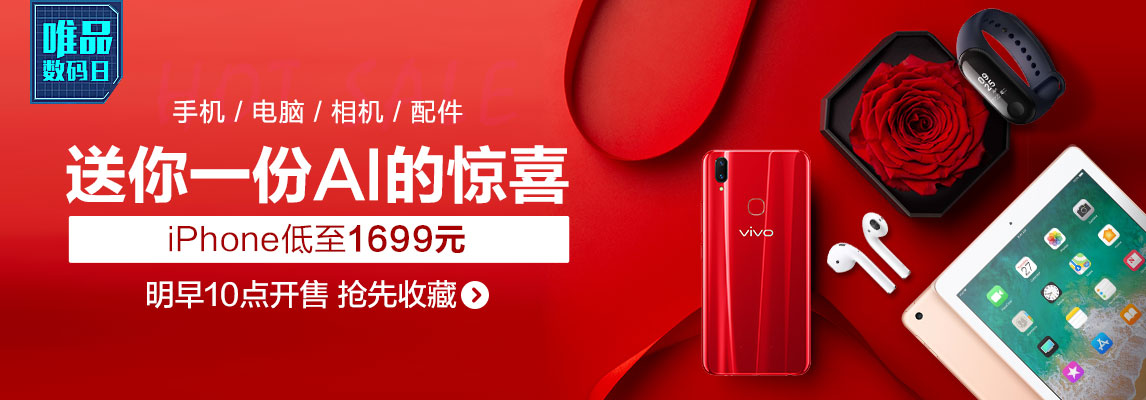 唯品
数码日
手机 / 电脑 / 相机 / 配件
送你一份AI的惊喜
iPhone低至1699元
明早10点开售 抢先收藏
vivo